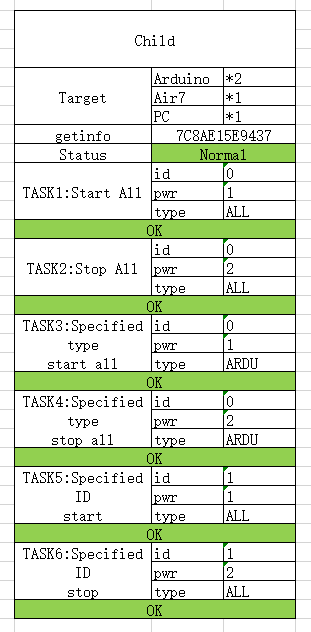 Child
Target
Arduino *2
Air7 *1
PC *1
getinfo 7C8AE15E9437
Status Normal
TASK1:Start All
id 0
pwr 1
type ALL
OK
TASK2:Stop All
id 0
pwr 2
type ALL
OK
TASK3:Specified
type
start all
id 0
pwr 1
type ARDU
OK
TASK4:Specified
type
stop all
id 0
pwr 2
type ARDU
OK
TASK5:Specified
ID
start
id 1
pwr 1
type ALL
OK
TASK6:Specified
ID
stop
id 1
pwr 2
type ALL
OK